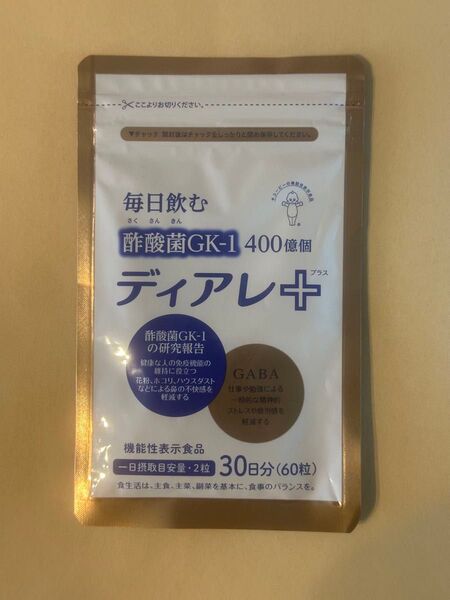 ここよりお切りください。
▼チャック 開封後はチャックをしっかりと閉め保存してください。
毎日飲む
さく さん きん
酢酸菌GK-1 400億個
ディアレ+
プラス
酢酸菌GK-1
の研究報告
健康な人の免疫機能の
維持に役立つ
花粉、ホコリ、ハウスダスト
などによる鼻の不快感を
軽減する
GABA
仕事や勉強による
一時的な精神的
ストレスや疲労感を
軽減する
機能性表示食品
一日摂取目安量・2粒 30日分(60粒)
食生活は、主食、主菜、副菜を基本に、食事のバランスを。